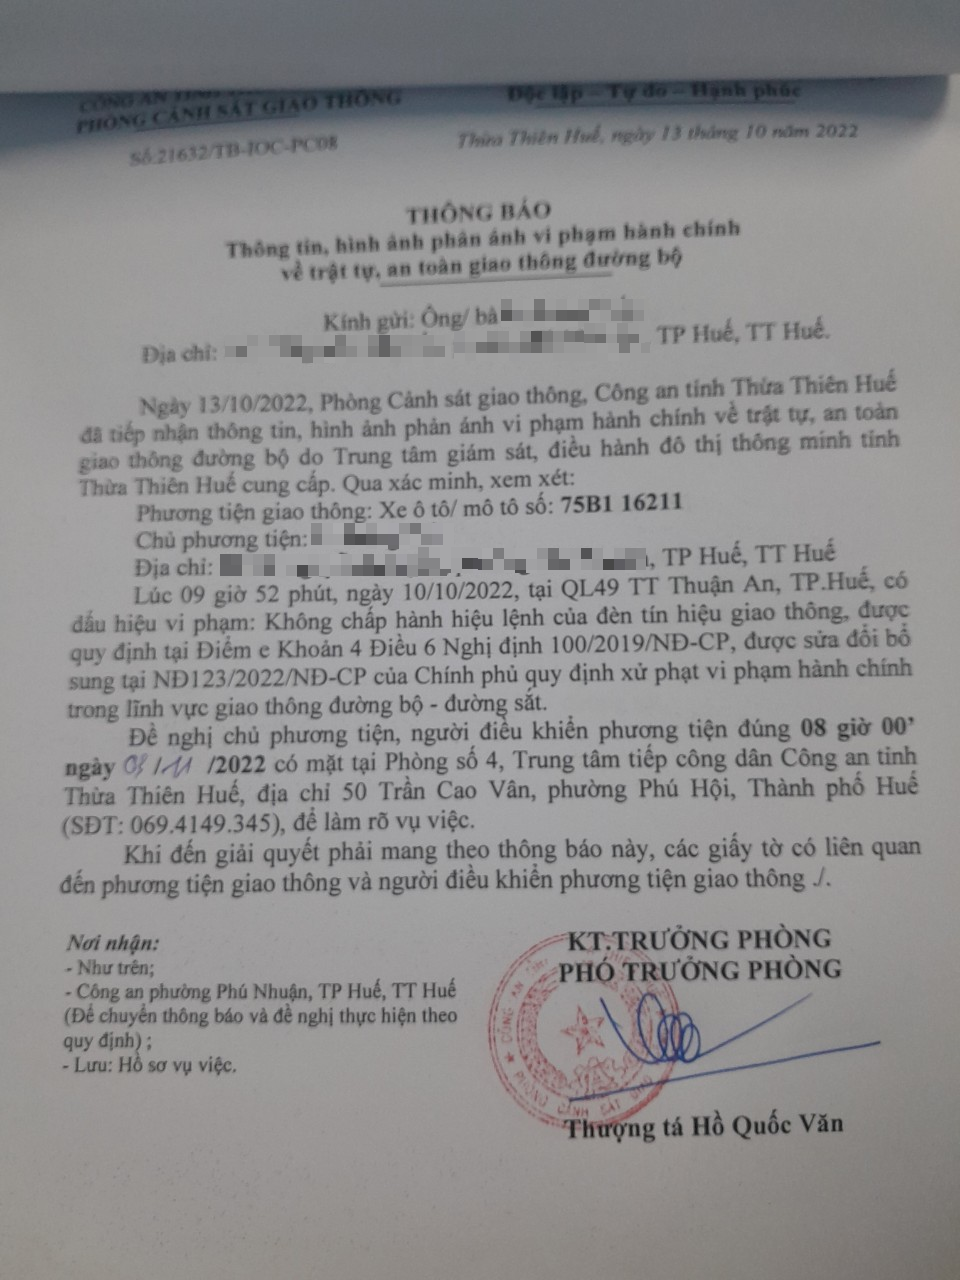 CÔNG AN TỈNH
PHÒNG CẢNH SÁT GIAO THÔNG
Độc lập – Tự do – Hạnh phúc
Số:21632/TB-IOC-PC08
Thừa Thiên Huế, ngày 13 tháng 10 năm 2022
THÔNG BÁO
Thông tin, hình ảnh phản ánh vi phạm hành chính
về trật tự, an toàn giao thông đường bộ
Kính gửi: Ông/ bà
Địa chỉ: , TP Huế, TT Huế.
Ngày 13/10/2022, Phòng Cảnh sát giao thông, Công an tỉnh Thừa Thiên Huế
đã tiếp nhận thông tin, hình ảnh phản ánh vi phạm hành chính về trật tự, an toàn
giao thông đường bộ do Trung tâm giám sát, điều hành đô thị thông minh tỉnh
Thừa Thiên Huế cung cấp. Qua xác minh, xem xét:
Phương tiện giao thông: Xe ô tô/ mô tô số: 75B1 16211
Chủ phương tiện:
Địa chỉ: , TP Huế, TT Huế
Lúc 09 giờ 52 phút, ngày 10/10/2022, tại QL49 TT Thuận An, TP.Huế, có
dấu hiệu vi phạm: Không chấp hành hiệu lệnh của đèn tín hiệu giao thông, được
quy định tại Điểm e Khoản 4 Điều 6 Nghị định 100/2019/NĐ-CP, được sửa đổi bổ
sung tại NĐ123/2022/NĐ-CP của Chính phủ quy định xử phạt vi phạm hành chính
trong lĩnh vực giao thông đường bộ - đường sắt.
Đề nghị chủ phương tiện, người điều khiển phương tiện đúng 08 giờ 00'
ngày /11 /2022 có mặt tại Phòng số 4, Trung tâm tiếp công dân Công an tỉnh
Thừa Thiên Huế, địa chỉ 50 Trần Cao Vân, phường Phú Hội, Thành phố Huế
(SĐT: 069.4149.345), để làm rõ vụ việc.
Khi đến giải quyết phải mang theo thông báo này, các giấy tờ có liên quan
đến phương tiện giao thông và người điều khiển phương tiện giao thông ./.
Nơi nhận:
- Như trên;
- Công an phường Phú Nhuận, TP Huế, TT Huế
(Để chuyển thông báo và đề nghị thực hiện theo
quy định) ;
- Lưu: Hồ sơ vụ việc.
KT.TRƯỞNG PHÒNG
PHÓ TRƯỞNG PHÒNG
CÔNG AN TỈNH
PHÒNG CẢNH SÁT GIAO
Thượng tá Hồ Quốc Văn